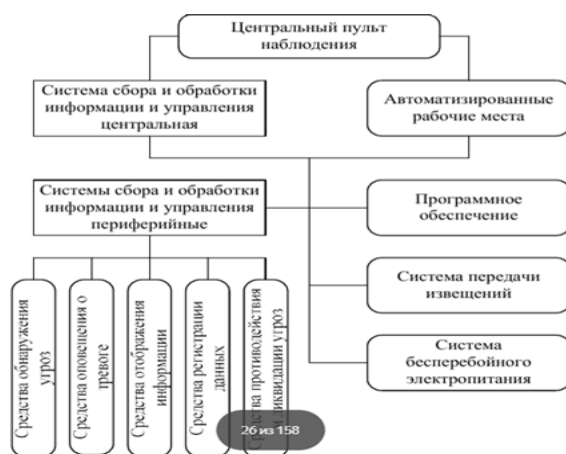 Центральный пульт
наблюдения
Система сбора и обработки
информации и управления
центральная
Автоматизированные
рабочие места
Системы сбора и обработки
информации и управления
периферийные
Программное
обеспечение
Система передачи
извещений
Система
бесперебойного
электропитания
Средства обнаружения
угроз
Средства оповещения о
тревоге
Средства отображения
информации
Средства регистрации
данных
противодействия
ликвидации угроз
26 из 158